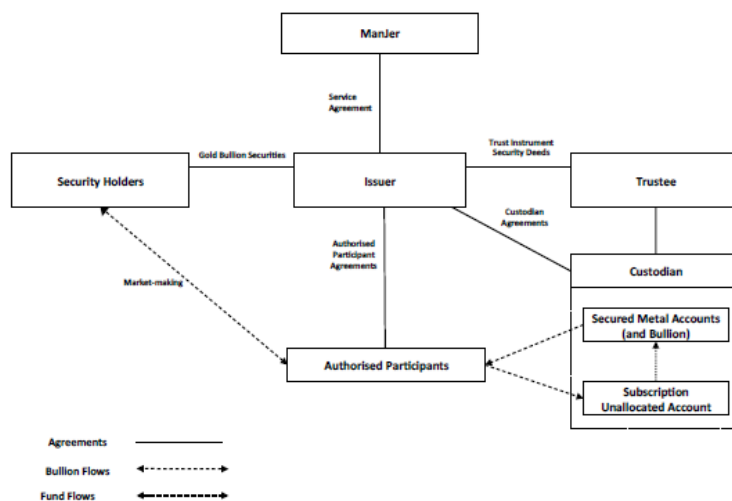 ManJer
Service
Agreement
Trust Instrument
Security Deeds
Gold Bullion Securities
Security Holders
Issuer
Trustee
Custodian
Agreements
Authorised
Participant
Agreements
Custodian
Market-making
Secured Metal Accounts
(and Bullion)
Authorised Participants
Subscription
Unallocated Account
Agreements
Bullion Flows
Fund Flows